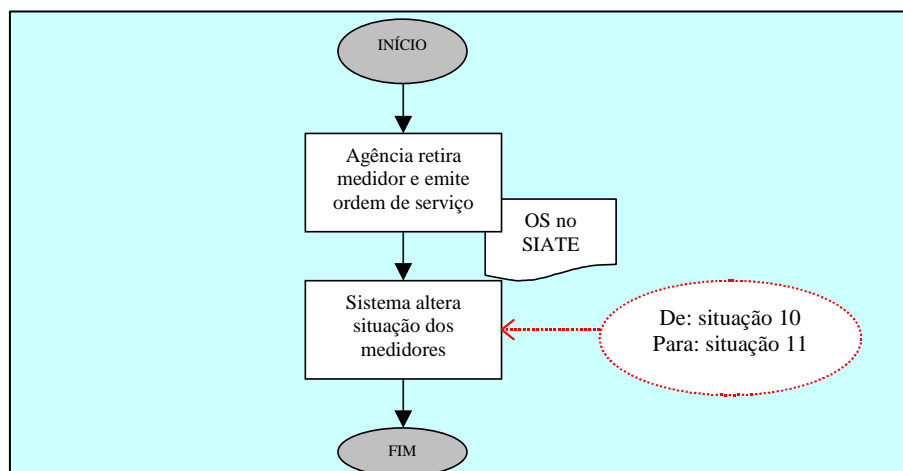 INÍCIO
Agência retira
medidor e emite
ordem de serviço
OS no
SIATE
Sistema altera
situação dos
medidores
De: situação 10
Para: situação 11
FIM